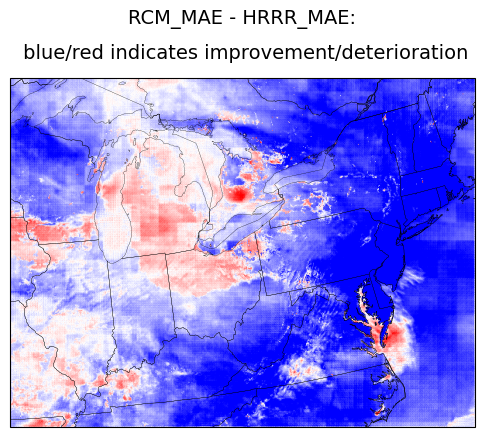 RCM_MAE - HRRR_MAE:
blue/red indicates improvement/deterioration